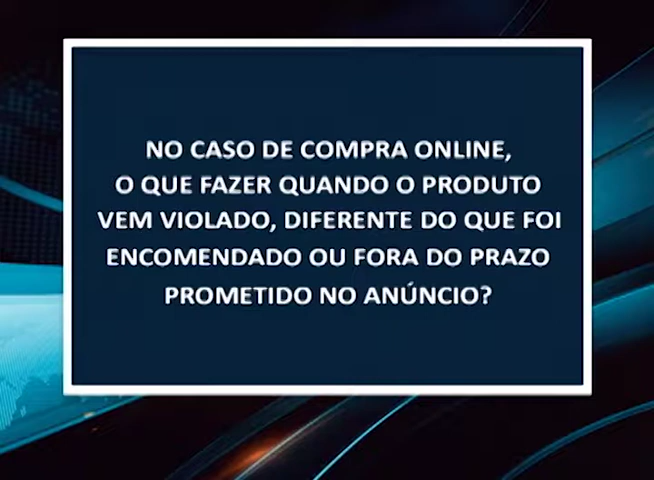 NO CASO DE COMPRA ONLINE,
O QUE FAZER QUANDO O PRODUTO
VEM VIOLADO, DIFERENTE DO QUE FOI
ENCOMENDADO OU FORA DO PRAZO
PROMETIDO NO ANÚNCIO?